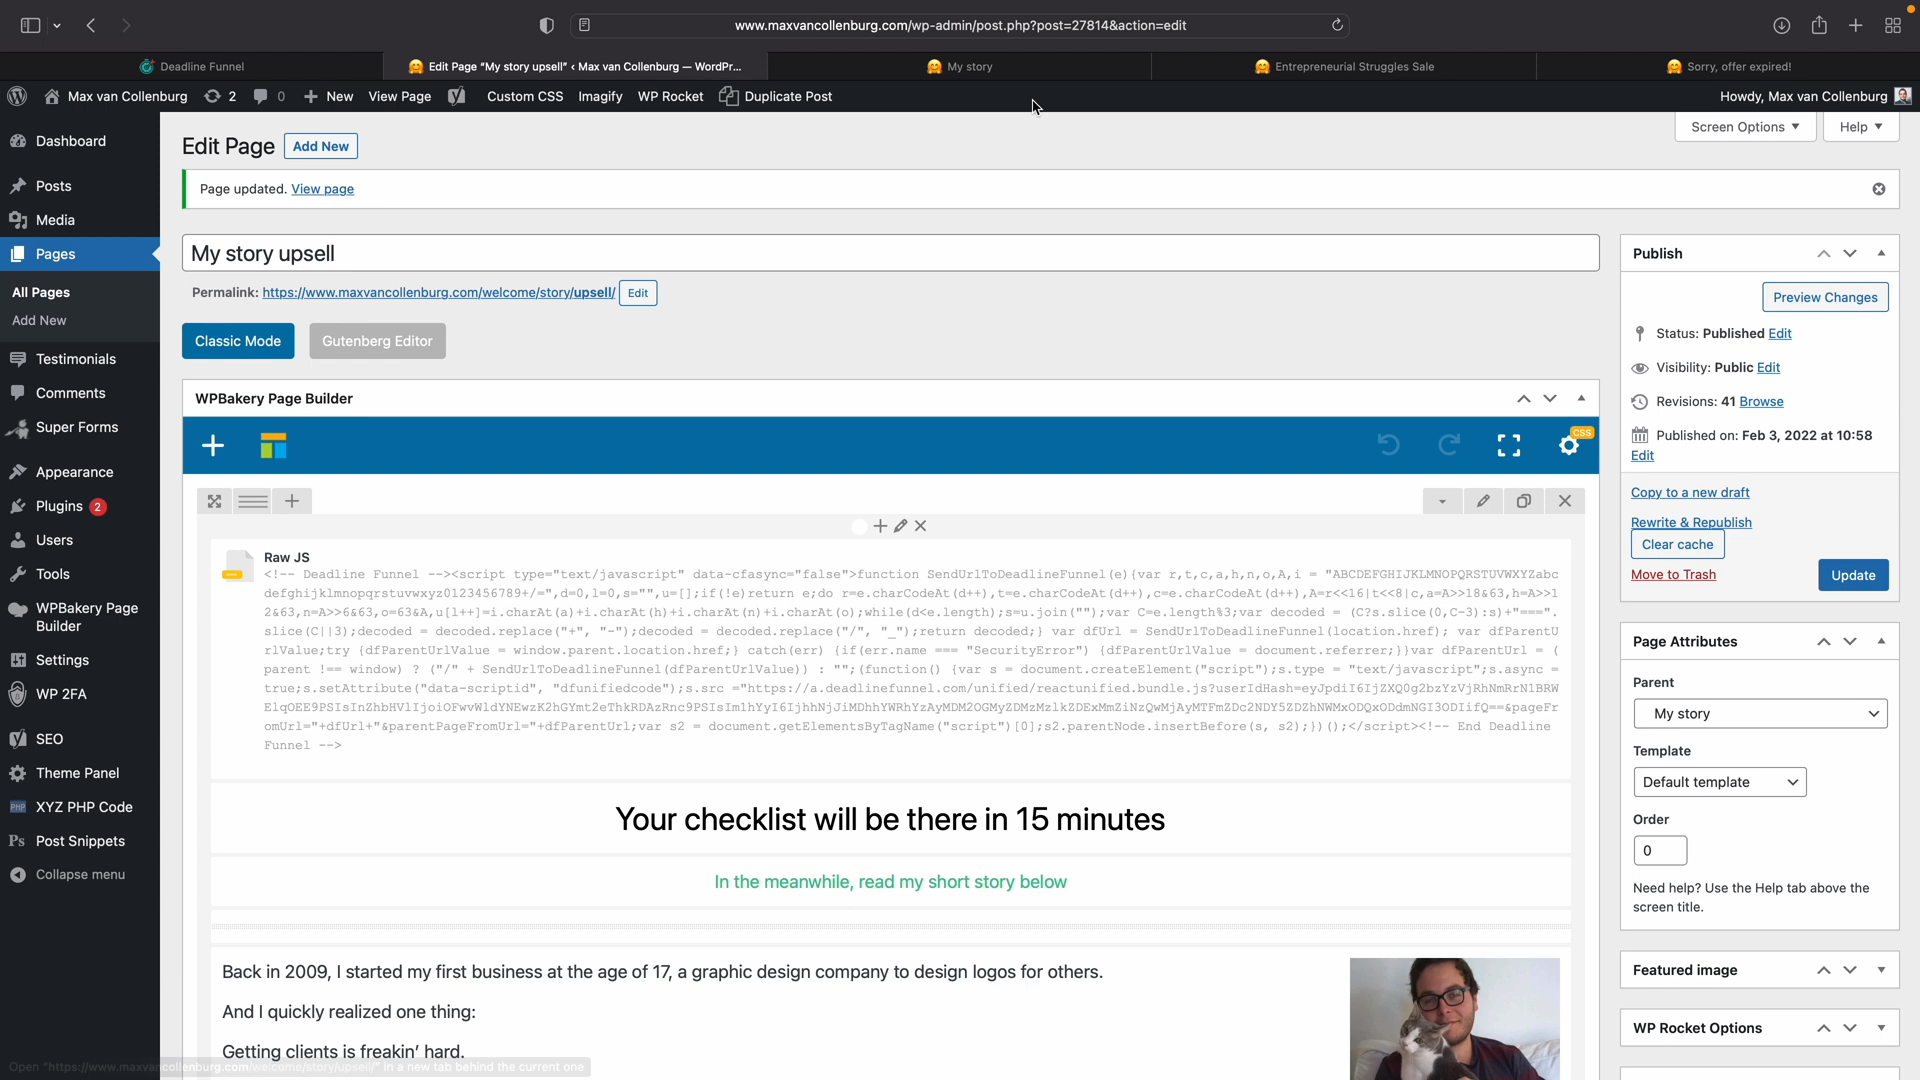 www.maxvancollenburg.com/wp-admin/post.php?post=27814&action=edit
Deadline Funnel
Edit Page "My story upsell" ‹ Max van Collenburg — WordPr...
My story
Entrepreneurial Struggles Sale
Sorry, offer expired!
Max van Collenburg
2
0
New
View Page
Custom CSS
Imagify
WP Rocket
Duplicate Post
Howdy, Max van Collenburg
Dashboard
Posts
Media
Pages
All Pages
Add New
Testimonials
Comments
Super Forms
Appearance
Plugins 2
Users
Tools
WPBakery Page
Builder
Settings
WP 2FA
SEO
Theme Panel
PHP XYZ PHP Code
Ps Post Snippets
Collapse menu
Screen Options
Help
Edit Page
Add New
Page updated. View page
My story upsell
Permalink: https://www.maxvancollenburg.com/welcome/story/upsell/
Edit
Classic Mode
Gutenberg Editor
WPBakery Page Builder
CSS
Raw JS
<!-- Deadline Funnel --><script type="text/javascript" data-cfasync="false">function SendUrlToDeadlineFunnel(e){var r,t,c,a,h,n,o,A,i = "ABCDEFGHIJKLMNOPQRSTUVWXYZabc
defghijklmnopqrstuvwxyz0123456789+/=",d=0,l=0,s="",u=[];if(!e)return e;do r=e.charCodeAt(d++),t=e.charCodeAt(d++),c=e.charCodeAt(d++),A=r<<16|t<<8|c,a=A>>18&63,h=A>>1
2&63,n=A>>6&63,o=63&A,u[l++]=i.charAt(a)+i.charAt(h)+i.charAt(n)+i.charAt(o);while(d<e.length);s=u.join("");var C=e.length%3;var decoded = (C?s.slice(0,C-3):s)+"===".
slice(C||3);decoded = decoded.replace("+", "-");decoded = decoded.replace("/", "_");return decoded;} var dfUrl = SendUrlToDeadlineFunnel(location.href); var dfParentU
rlValue;try {dfParentUrlValue = window.parent.location.href;} catch(err) {if(err.name === "SecurityError") {dfParentUrlValue = document.referrer;}}var dfParentUrl = (
parent !== window) ? ("/" + SendUrlToDeadlineFunnel(dfParentUrlValue)) : "";(function() {var s = document.createElement("script");s.type = "text/javascript";s.async =
true;s.setAttribute("data-scriptid", "dfunifiedcode");s.src ="https://a.deadlinefunnel.com/unified/reactunified.bundle.js?userIdHash=
omUrl="+dfUrl+"&parentPageFromUrl="+dfParentUrl;var s2 = document.getElementsByTagName("script")[0];s2.parentNode.insertBefore(s, s2);})();</script><!-- End Deadline
Funnel -->
Your checklist will be there in 15 minutes
In the meanwhile, read my short story below
Back in 2009, I started my first business at the age of 17, a graphic design company to design logos for others.
And I quickly realized one thing:
Getting clients is freakin' hard.
Open "https://www.maxvancollenburg.com/welcome/story/upsell/" in a new tab behind the current one
Publish
Preview Changes
Status: Published Edit
Visibility: Public Edit
Revisions: 41 Browse
Published on: Feb 3, 2022 at 10:58
Edit
Copy to a new draft
Rewrite & Republish
Clear cache
Move to Trash
Update
Page Attributes
Parent
My story
Template
Default template
Order
0
Need help? Use the Help tab above the
screen title.
Featured image
WP Rocket Options